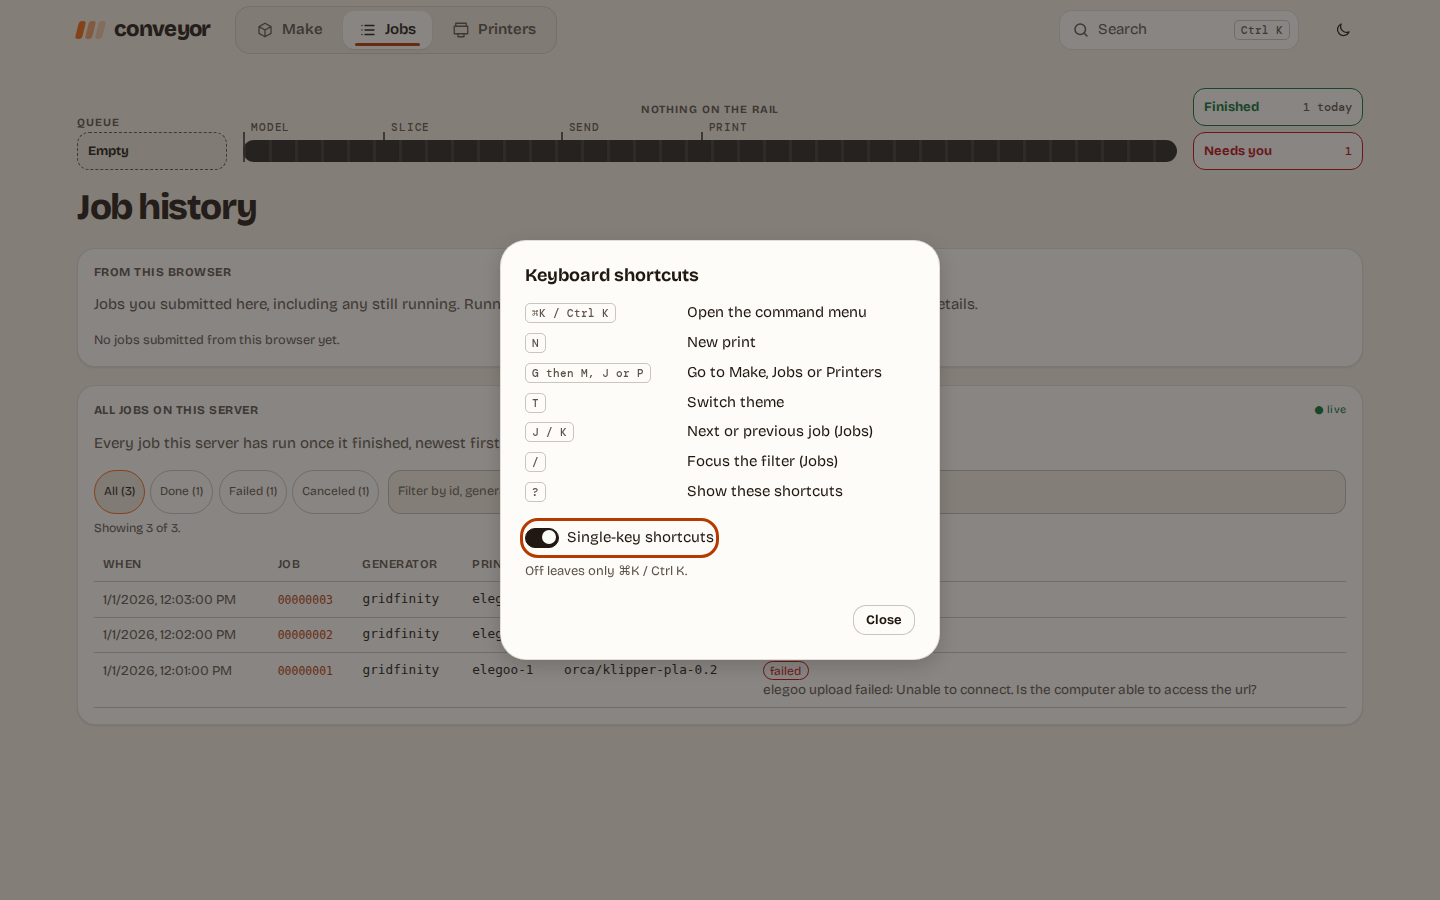 conveyor
Make
Jobs
Printers
Search
Ctrl K
QUEUE
Empty
NOTHING ON THE RAIL
MODEL
SLICE
SEND
PRINT
Finished 1 today
Needs you 1
Job history
FROM THIS BROWSER
Jobs you submitted here, including any still running. Runn
etails.
No jobs submitted from this browser yet.
ALL JOBS ON THIS SERVER
live
Every job this server has run once it finished, newest first
All (3)
Done (1)
Failed (1)
Canceled (1)
Filter by id, gener
Showing 3 of 3.
WHEN JOB GENERATOR PRIN
1/1/2026, 12:03:00 PM 00000003 gridfinity eleg
1/1/2026, 12:02:00 PM 00000002 gridfinity eleg
1/1/2026, 12:01:00 PM 00000001 gridfinity elegoo-1 orca/klipper-pla-0.2 failed
elegoo upload failed: Unable to connect. Is the computer able to access the url?
Keyboard shortcuts
⌘K / Ctrl K Open the command menu
N New print
G then M, J or P Go to Make, Jobs or Printers
T Switch theme
J / K Next or previous job (Jobs)
/ Focus the filter (Jobs)
? Show these shortcuts
Single-key shortcuts
Off leaves only ⌘K / Ctrl K.
Close